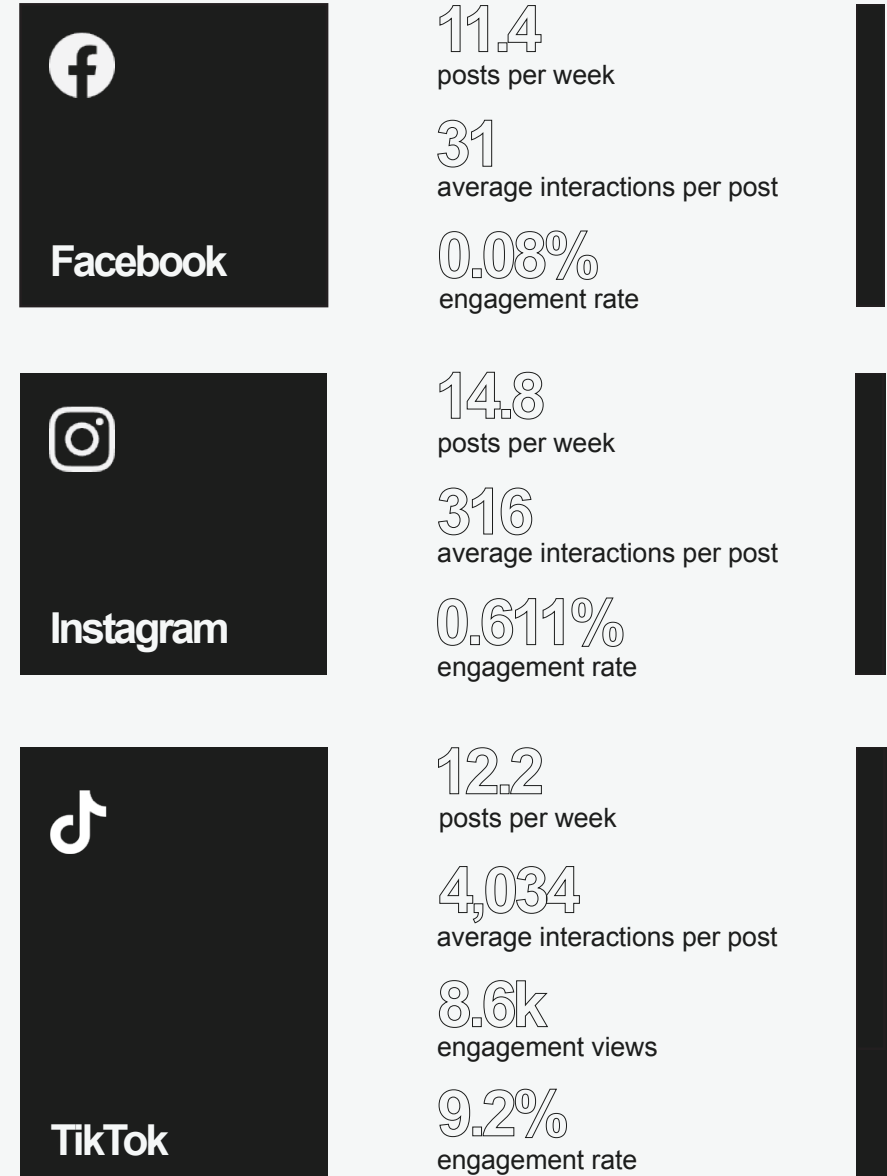 Facebook
11.4
posts per week
31
average interactions per post
0.08%
engagement rate
Instagram
14.8
posts per week
316
average interactions per post
0.611%
engagement rate
TikTok
12.2
posts per week
4,034
average interactions per post
8.6k
engagement views
9.2%
engagement rate